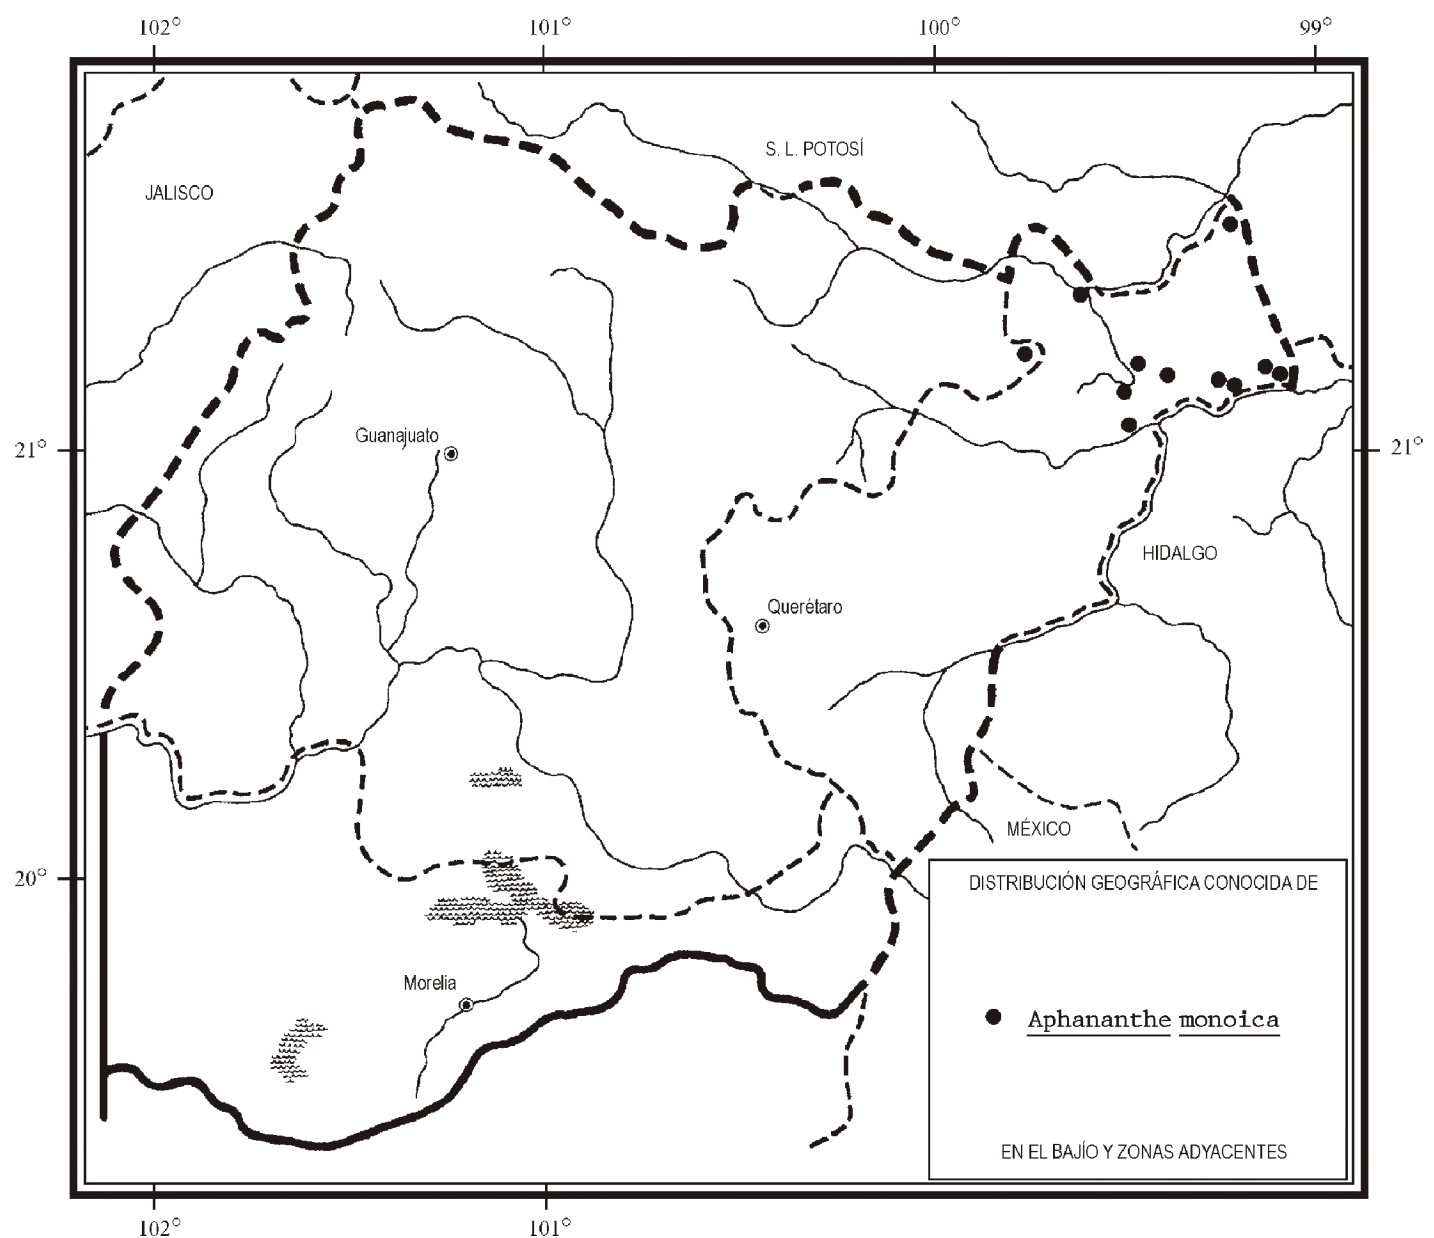 102° 101° 100° 99°
S. L. POTOSÍ
JALISCO
Guanajuato
21° 21°
HIDALGO
Querétaro
MÉXICO
20°
DISTRIBUCIÓN GEOGRÁFICA CONOCIDA DE
Morelia
Aphananthe monoica
EN EL BAJÍO Y ZONAS ADYACENTES
102° 101°